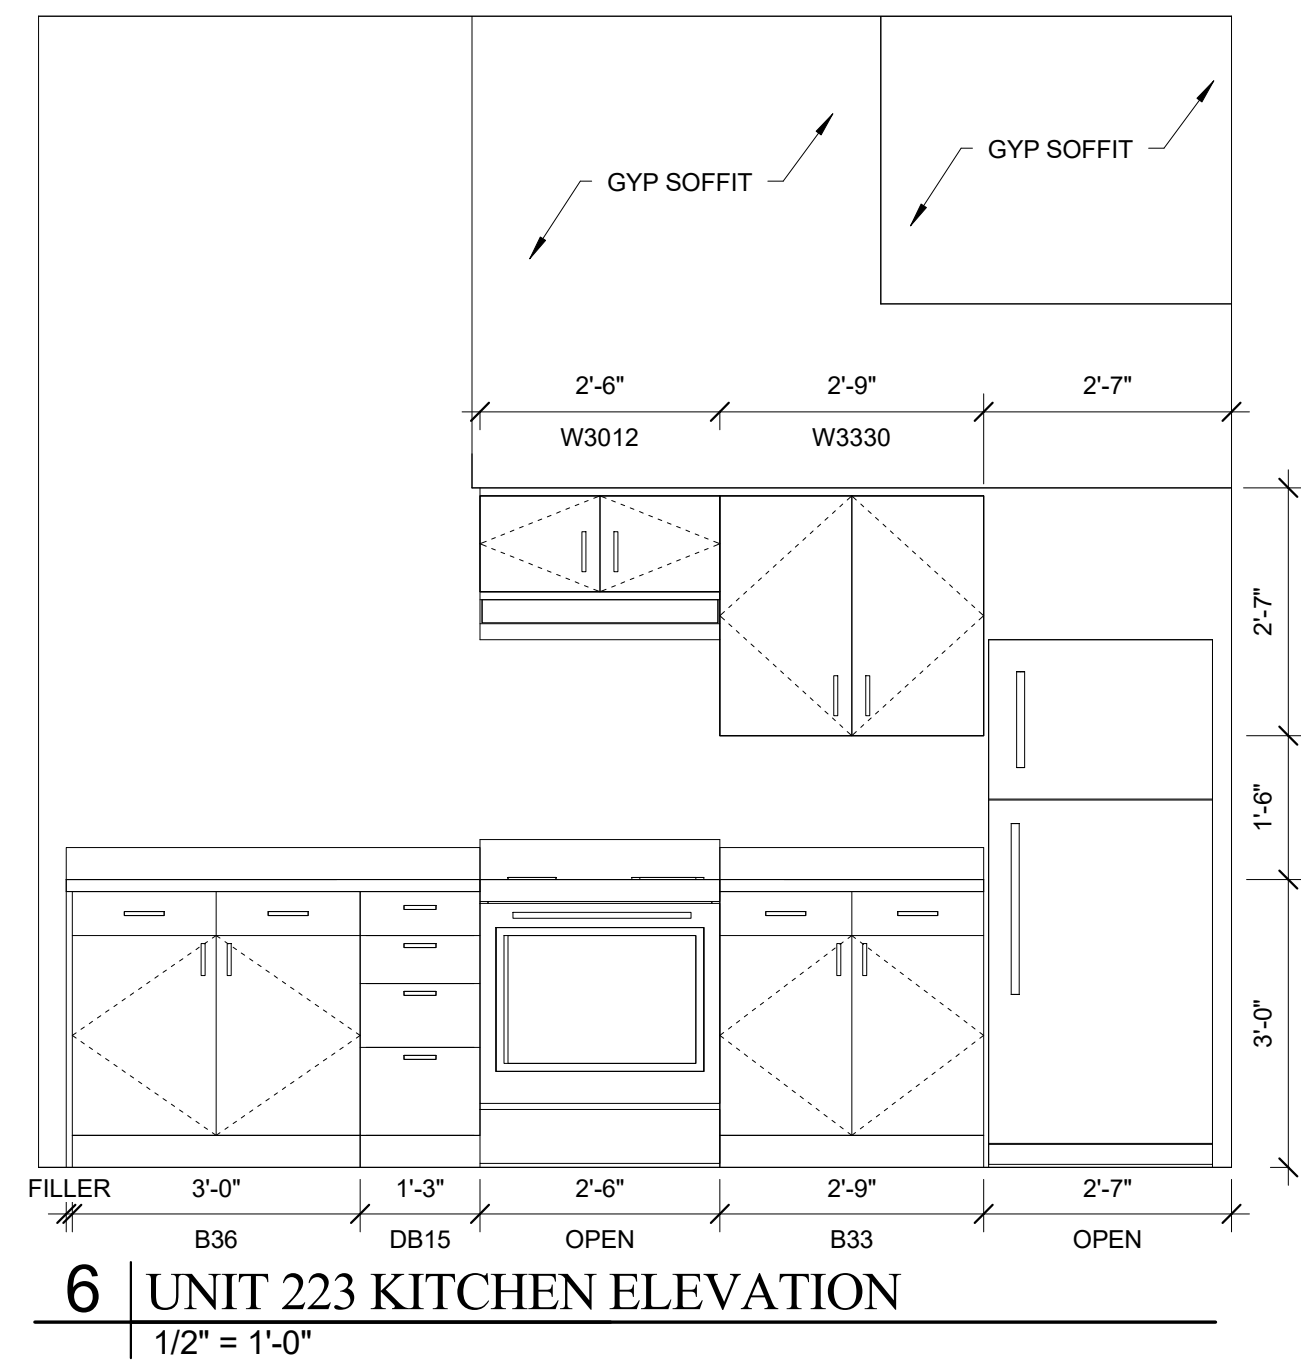 GYP SOFFIT
GYP SOFFIT
2'-6" 2'-9" 2'-7"
W3012 W3330
2'-7"
1'-6"
3'-0"
FILLER 3'-0" 1'-3" 2'-6" 2'-9" 2'-7"
B36 DB15 OPEN B33 OPEN
6 UNIT 223 KITCHEN ELEVATION
1/2" = 1'-0"